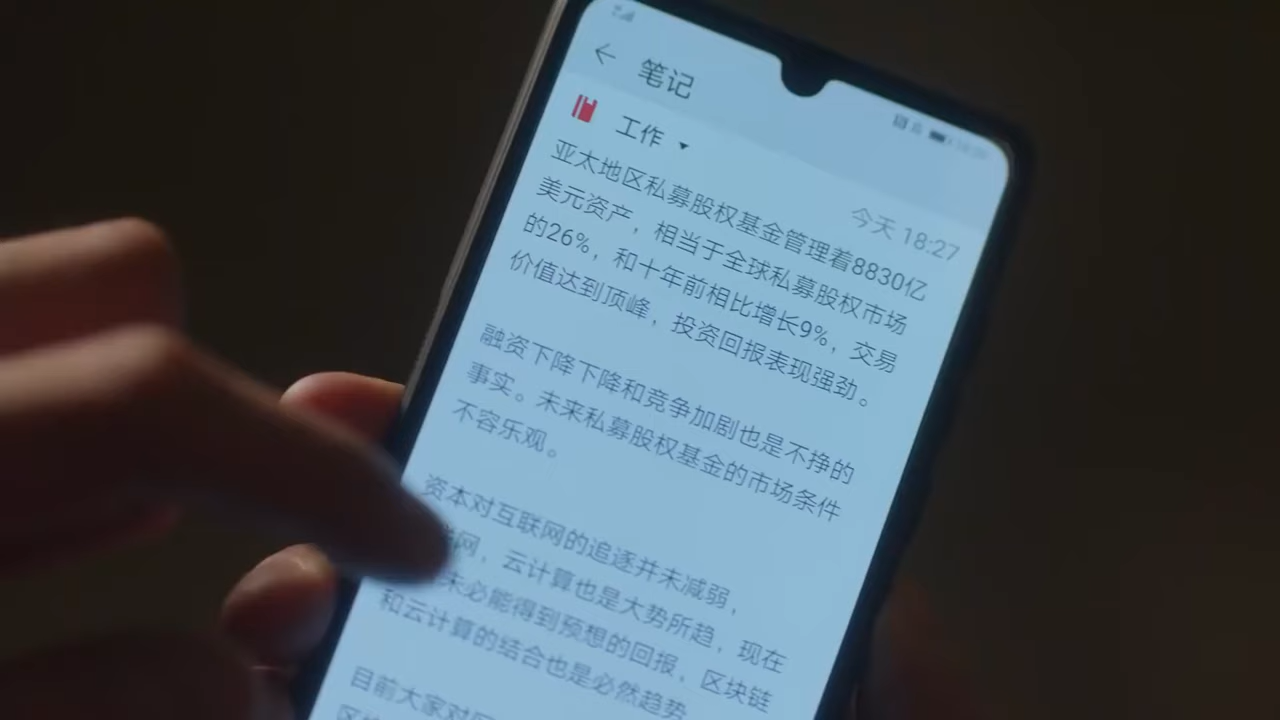 笔记
工作
今天 18:27
亚太地区私募股权基金管理着8830亿
美元资产，相当于全球私募股权市场
的26%，和十年前相比增长9%，交易
价值达到顶峰，投资回报表现强劲。
融资下降下降和竞争加剧也是不挣的
事实。未来私募股权基金的市场条件
不容乐观。
资本对互联网的追逐并未减弱，
网，云计算也是大势所趋，现在
未必能得到预想的回报，区块链
和云计算的结合也是必然趋势
目前大家对